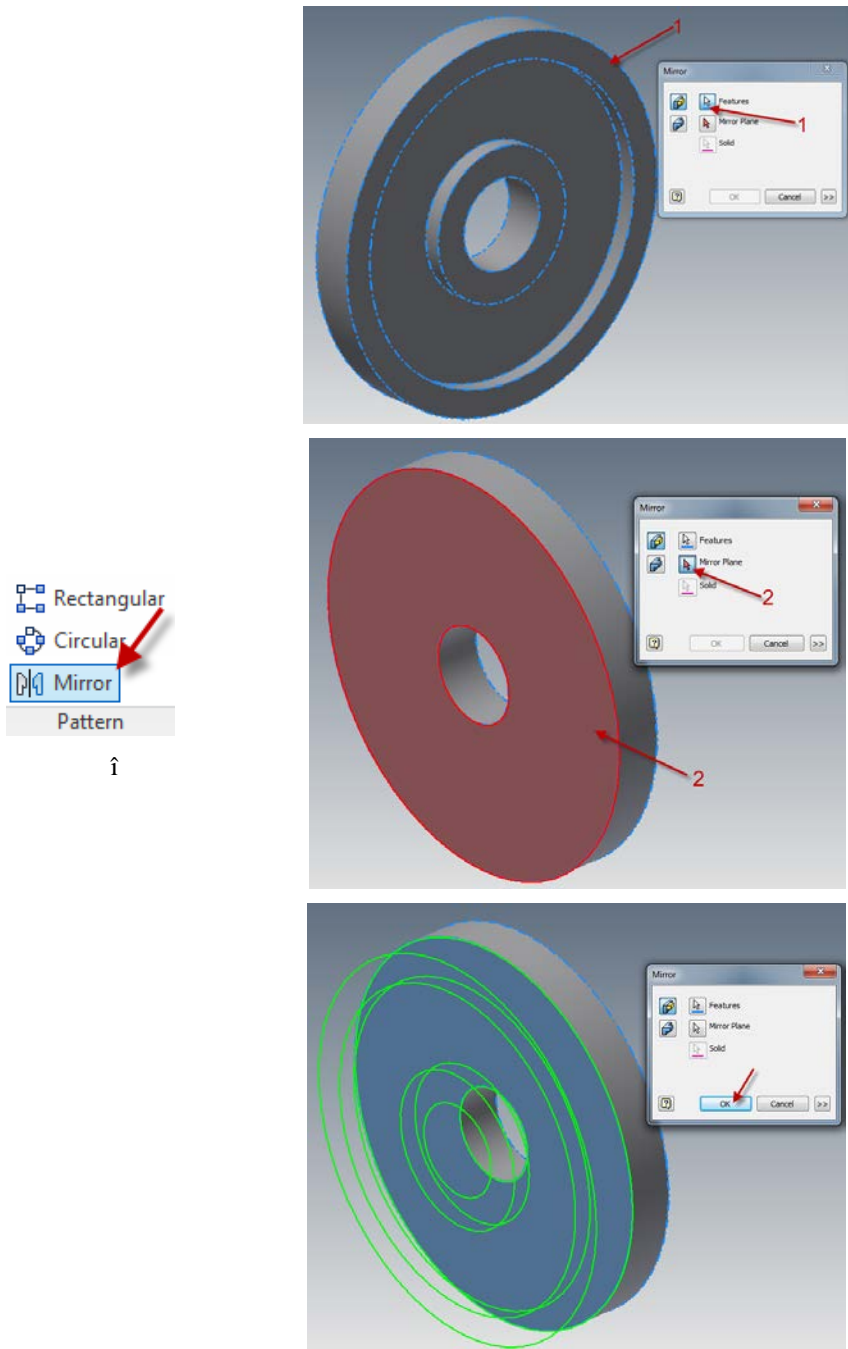 1
Mirror
Features
Mirror Plane
1
Solid
OK
Cancel
>>
Rectangular
Circular
Mirror
Pattern
î
Mirror
Features
Mirror Plane
Solid
2
OK
Cancel
>>
2
Mirror
Features
Mirror Plane
Solid
OK
Cancel
>>